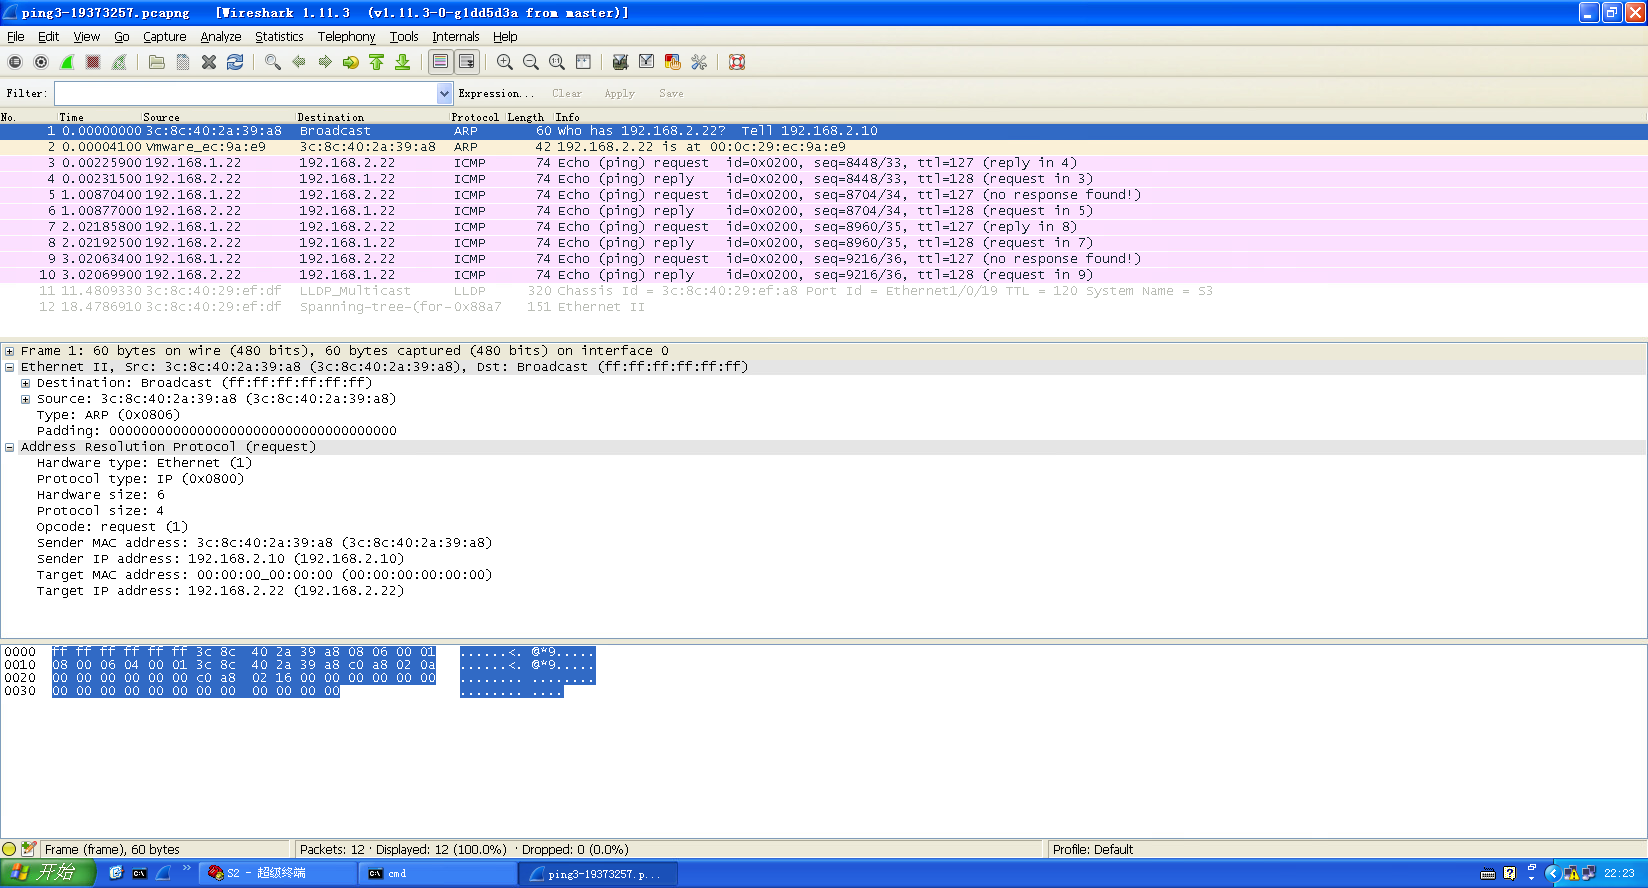 ping3-19373257.pcapng [Wireshark 1.11.3 (v1.11.3-0-g1dd5d3a from master)]
File Edit View Go Capture Analyze Statistics Telephony Tools Internals Help
Filter: Expression... Clear Apply Save
No. Time Source Destination Protocol Length Info
1 0.00000000 3c:8c:40:2a:39:a8 Broadcast ARP 60 Who has 192.168.2.22? Tell 192.168.2.10
2 0.00004100 Vmware_ec:9a:e9 3c:8c:40:2a:39:a8 ARP 42 192.168.2.22 is at 00:0c:29:ec:9a:e9
3 0.00225900 192.168.1.22 192.168.2.22 ICMP 74 Echo (ping) request id=0x0200, seq=8448/33, ttl=127 (reply in 4)
4 0.00231500 192.168.2.22 192.168.1.22 ICMP 74 Echo (ping) reply id=0x0200, seq=8448/33, ttl=128 (request in 3)
5 1.00870400 192.168.1.22 192.168.2.22 ICMP 74 Echo (ping) request id=0x0200, seq=8704/34, ttl=127 (no response found!)
6 1.00877000 192.168.2.22 192.168.1.22 ICMP 74 Echo (ping) reply id=0x0200, seq=8704/34, ttl=128 (request in 5)
7 2.02185800 192.168.1.22 192.168.2.22 ICMP 74 Echo (ping) request id=0x0200, seq=8960/35, ttl=127 (reply in 8)
8 2.02192500 192.168.2.22 192.168.1.22 ICMP 74 Echo (ping) reply id=0x0200, seq=8960/35, ttl=128 (request in 7)
9 3.02063400 192.168.1.22 192.168.2.22 ICMP 74 Echo (ping) request id=0x0200, seq=9216/36, ttl=127 (no response found!)
10 3.02069900 192.168.2.22 192.168.1.22 ICMP 74 Echo (ping) reply id=0x0200, seq=9216/36, ttl=128 (request in 9)
11 11.4809330 3c:8c:40:29:ef:df LLDP_Multicast LLDP 320 Chassis Id = 3c:8c:40:29:ef:a8 Port Id = Ethernet1/0/19 TTL = 120 System Name = S3
12 18.4786910 3c:8c:40:29:ef:df Spanning-tree-(for- 0x88a7 151 Ethernet II
Frame 1: 60 bytes on wire (480 bits), 60 bytes captured (480 bits) on interface 0
Ethernet II, Src: 3c:8c:40:2a:39:a8 (3c:8c:40:2a:39:a8), Dst: Broadcast (ff:ff:ff:ff:ff:ff)
Destination: Broadcast (ff:ff:ff:ff:ff:ff)
Source: 3c:8c:40:2a:39:a8 (3c:8c:40:2a:39:a8)
Type: ARP (0x0806)
Padding: 000000000000000000000000000000000000
Address Resolution Protocol (request)
Hardware type: Ethernet (1)
Protocol type: IP (0x0800)
Hardware size: 6
Protocol size: 4
Opcode: request (1)
Sender MAC address: 3c:8c:40:2a:39:a8 (3c:8c:40:2a:39:a8)
Sender IP address: 192.168.2.10 (192.168.2.10)
Target MAC address: 00:00:00_00:00:00 (00:00:00:00:00:00)
Target IP address: 192.168.2.22 (192.168.2.22)
0000 ff ff ff ff ff ff 3c 8c 40 2a 39 a8 08 06 00 01 ......<. @*9.....
0010 08 00 06 04 00 01 3c 8c 40 2a 39 a8 c0 a8 02 0a ......<. @*9.....
0020 00 00 00 00 00 00 c0 a8 02 16 00 00 00 00 00 00 ........ ........
0030 00 00 00 00 00 00 00 00 00 00 00 00 ........ ....
Frame (frame), 60 bytes Packets: 12 · Displayed: 12 (100.0%) · Dropped: 0 (0.0%) Profile: Default
开始 S2 - 超级终端 cmd ping3-19373257.p... 22:23